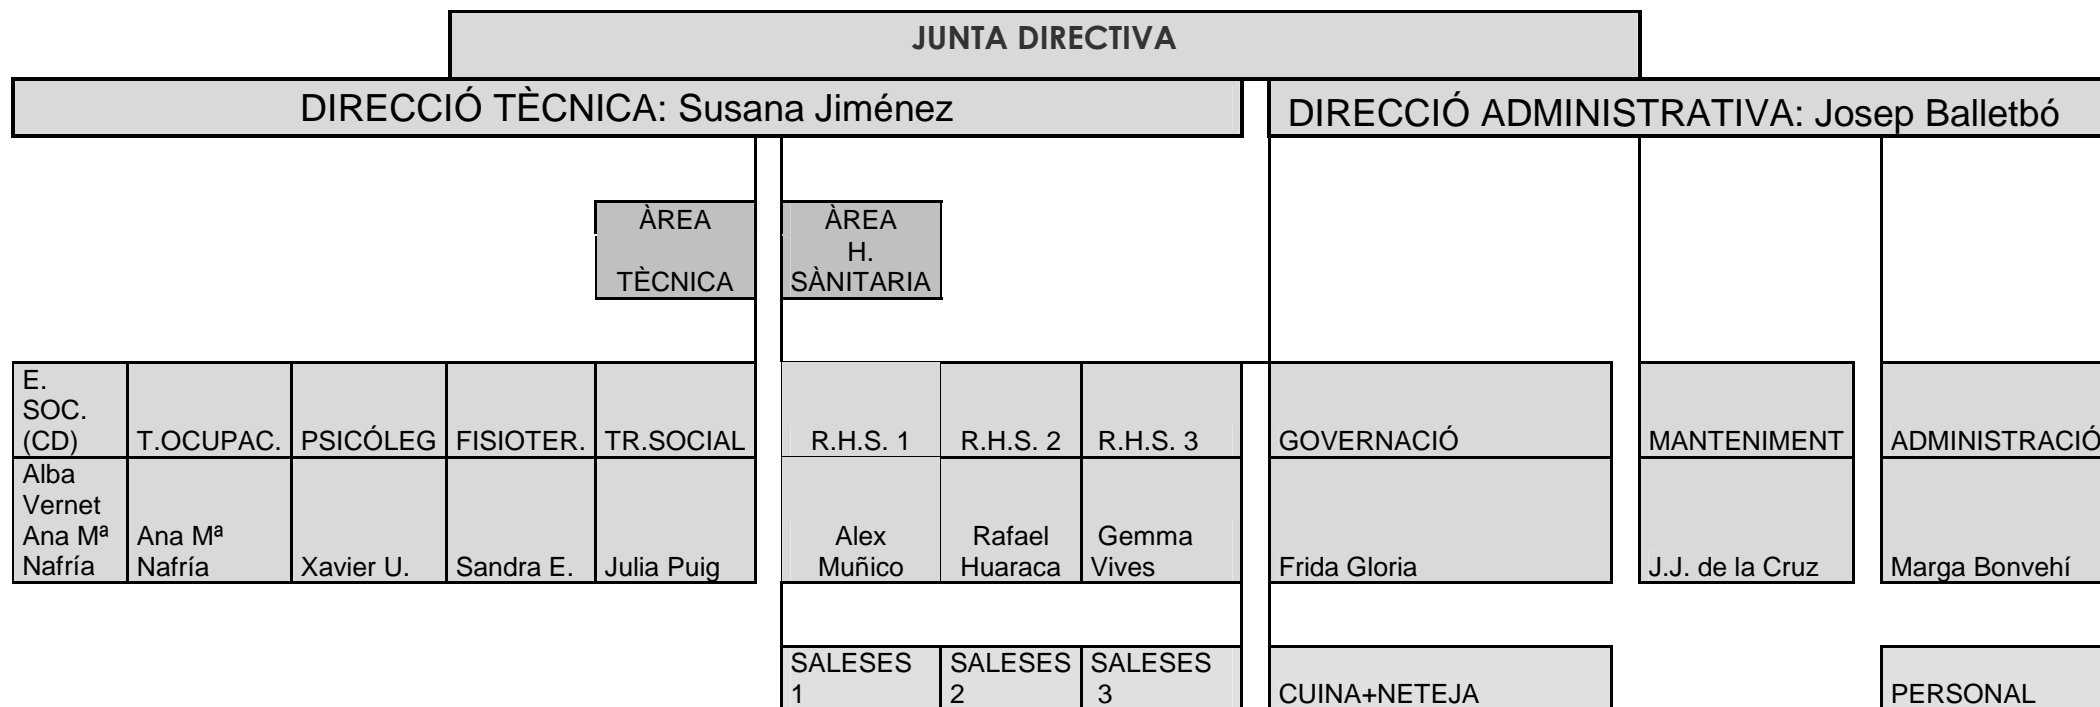 JUNTA DIRECTIVA
DIRECCIÓ TÈCNICA: Susana Jiménez
DIRECCIÓ ADMINISTRATIVA: Josep Balletbó
ÀREA
TÈCNICA
ÀREA
H.
SÀNITARIA
E.
SOC.
(CD)
T.OCUPAC.
PSICÓLEG
FISIOTER.
TR.SOCIAL
R.H.S. 1
R.H.S. 2
R.H.S. 3
GOVERNACIÓ
MANTENIMENT
ADMINISTRACIÓ
Alba
Vernet
Ana Mª
Nafría
Ana Mª
Nafría
Xavier U.
Sandra E.
Julia Puig
Alex
Muñico
Rafael
Huaraca
Gemma
Vives
Frida Gloria
J.J. de la Cruz
Marga Bonvehí
SALESES
1
SALESES
2
SALESES
3
CUINA+NETEJA
PERSONAL